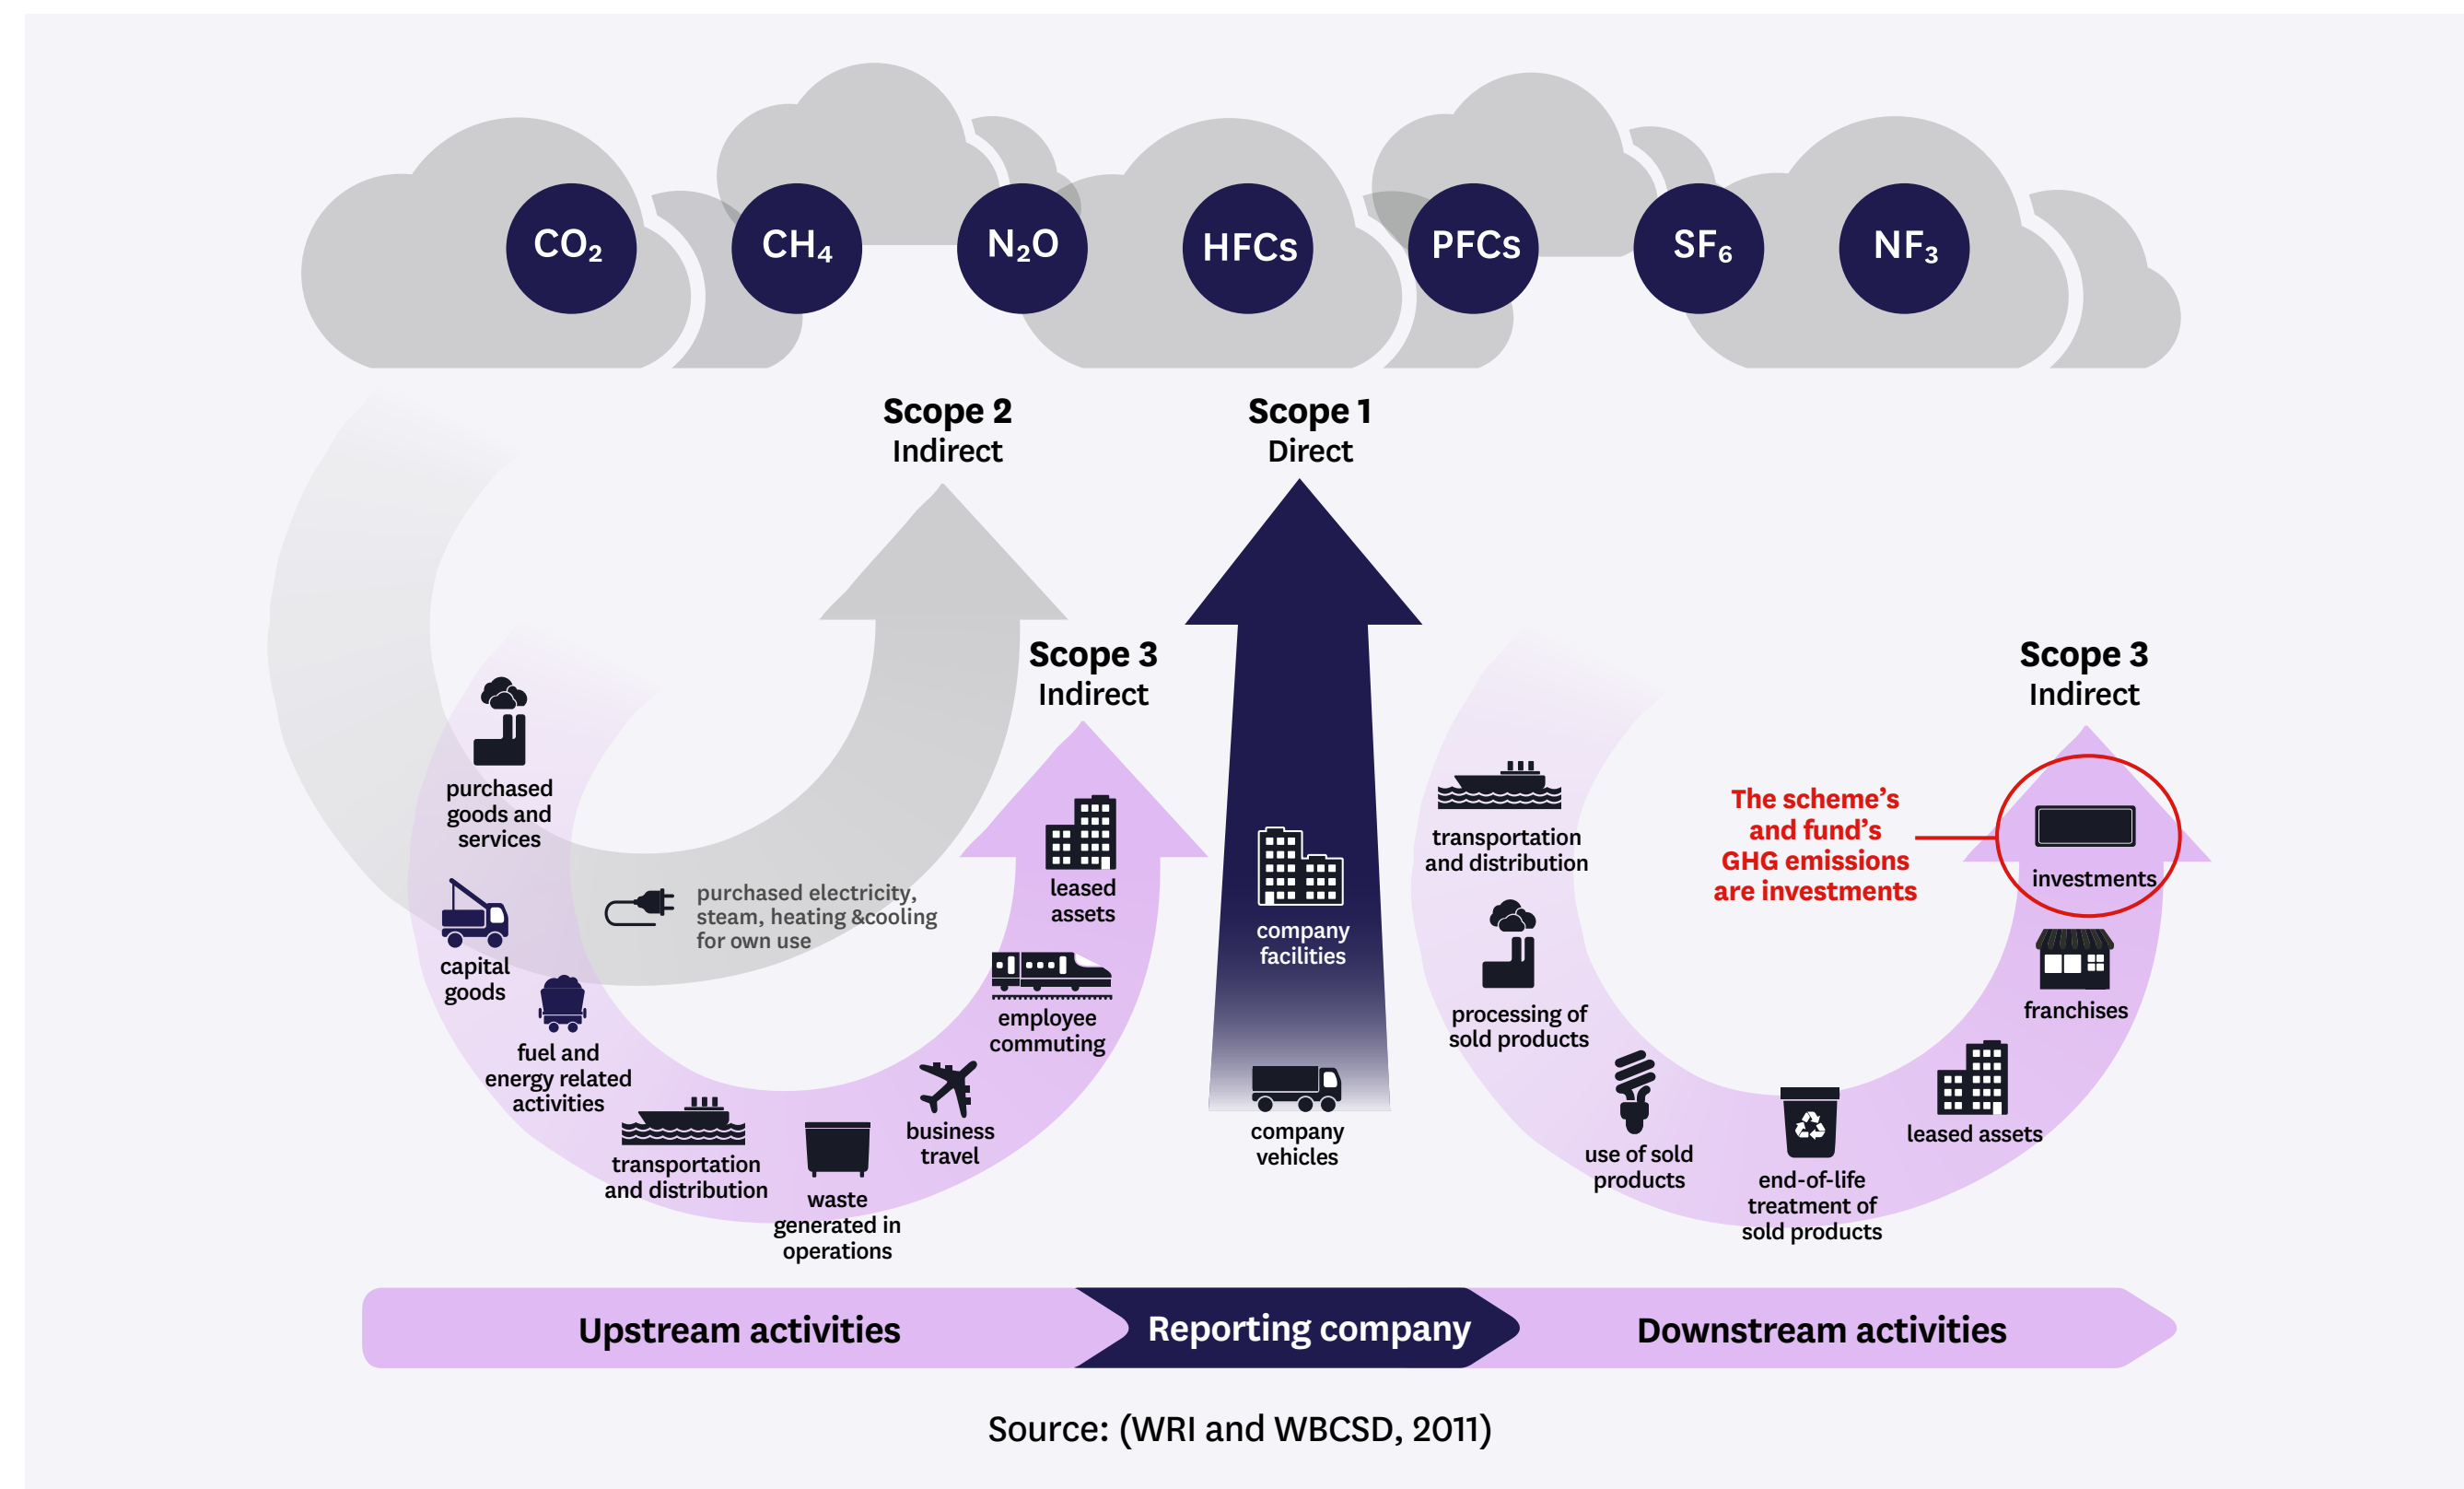 CO₂
CH₄
N₂O
HFCs
PFCs
SF₆
NF₃
Scope 2
Indirect
Scope 1
Direct
Scope 3
Indirect
Scope 3
Indirect
purchased
goods and
services
capital
goods
fuel and
energy related
activities
transportation
and distribution
waste
generated in
operations
business
travel
employee
commuting
leased
assets
purchased electricity,
steam, heating &cooling
for own use
company
facilities
company
vehicles
transportation
and distribution
processing of
sold products
use of sold
products
end-of-life
treatment of
sold products
leased assets
franchises
investments
The scheme’s
and fund’s
GHG emissions
are investments
Upstream activities
Reporting company
Downstream activities
Source: (WRI and WBCSD, 2011)